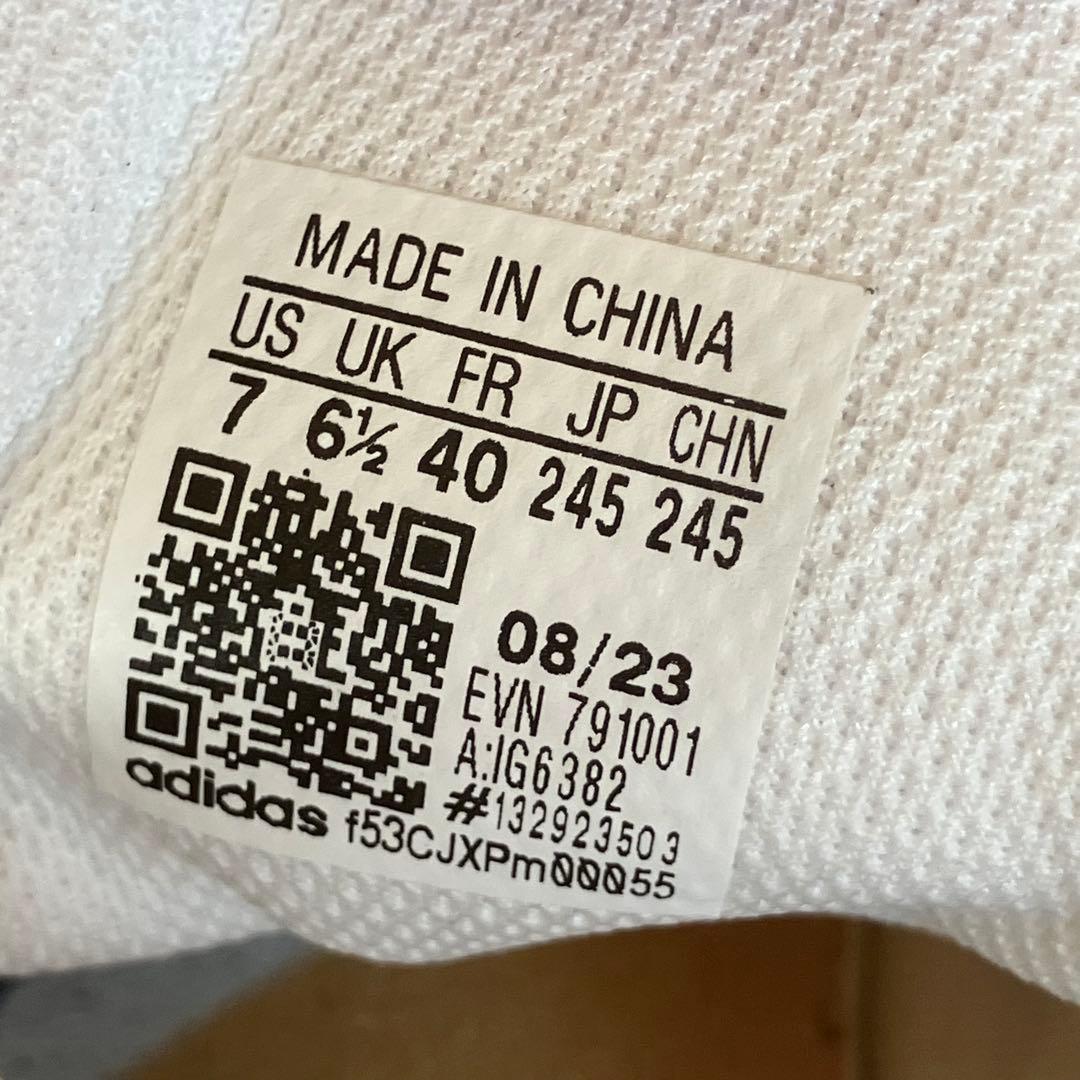 MADE IN CHINA
US UK FR JP CHN
7 6½ 40 245 245
08/23
EVN 791001
A:IG6382
#132923503
adidas f53CJXPm00055